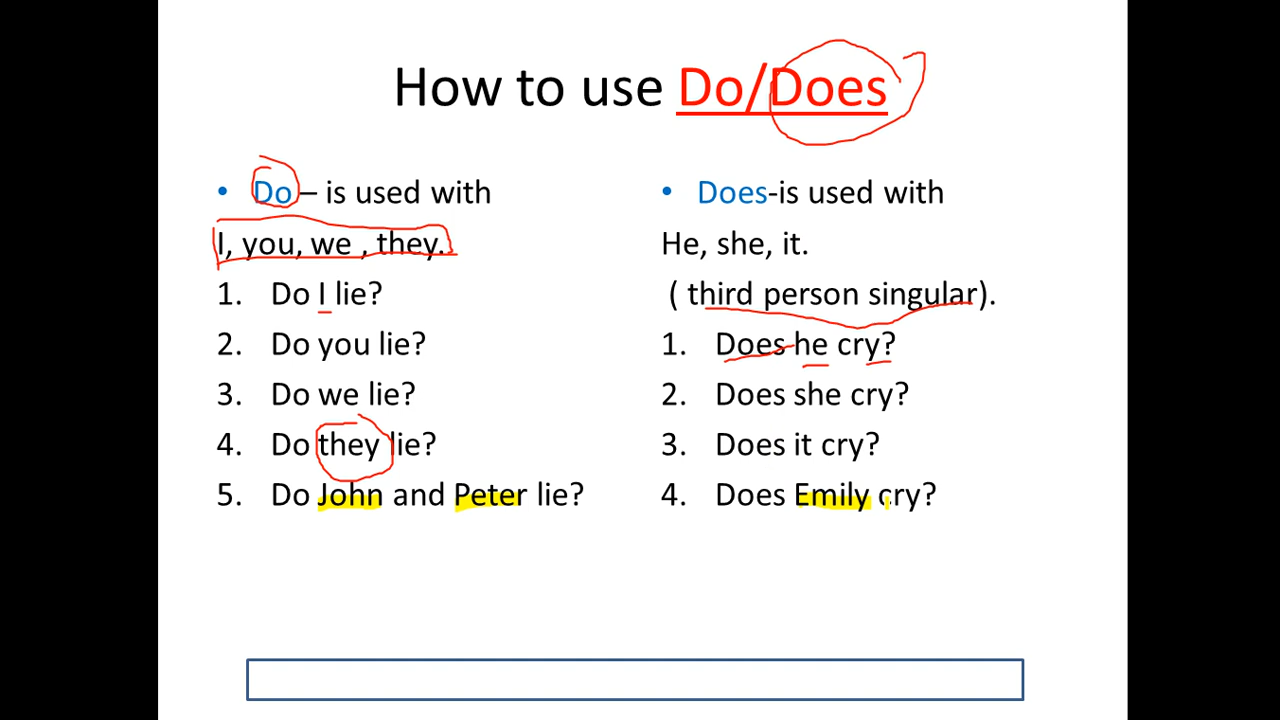 How to use Do/Does
• Do – is used with
I, you, we , they.
1. Do I lie?
2. Do you lie?
3. Do we lie?
4. Do they lie?
5. Do John and Peter lie?
• Does-is used with
He, she, it.
( third person singular).
1. Does he cry?
2. Does she cry?
3. Does it cry?
4. Does Emily cry?